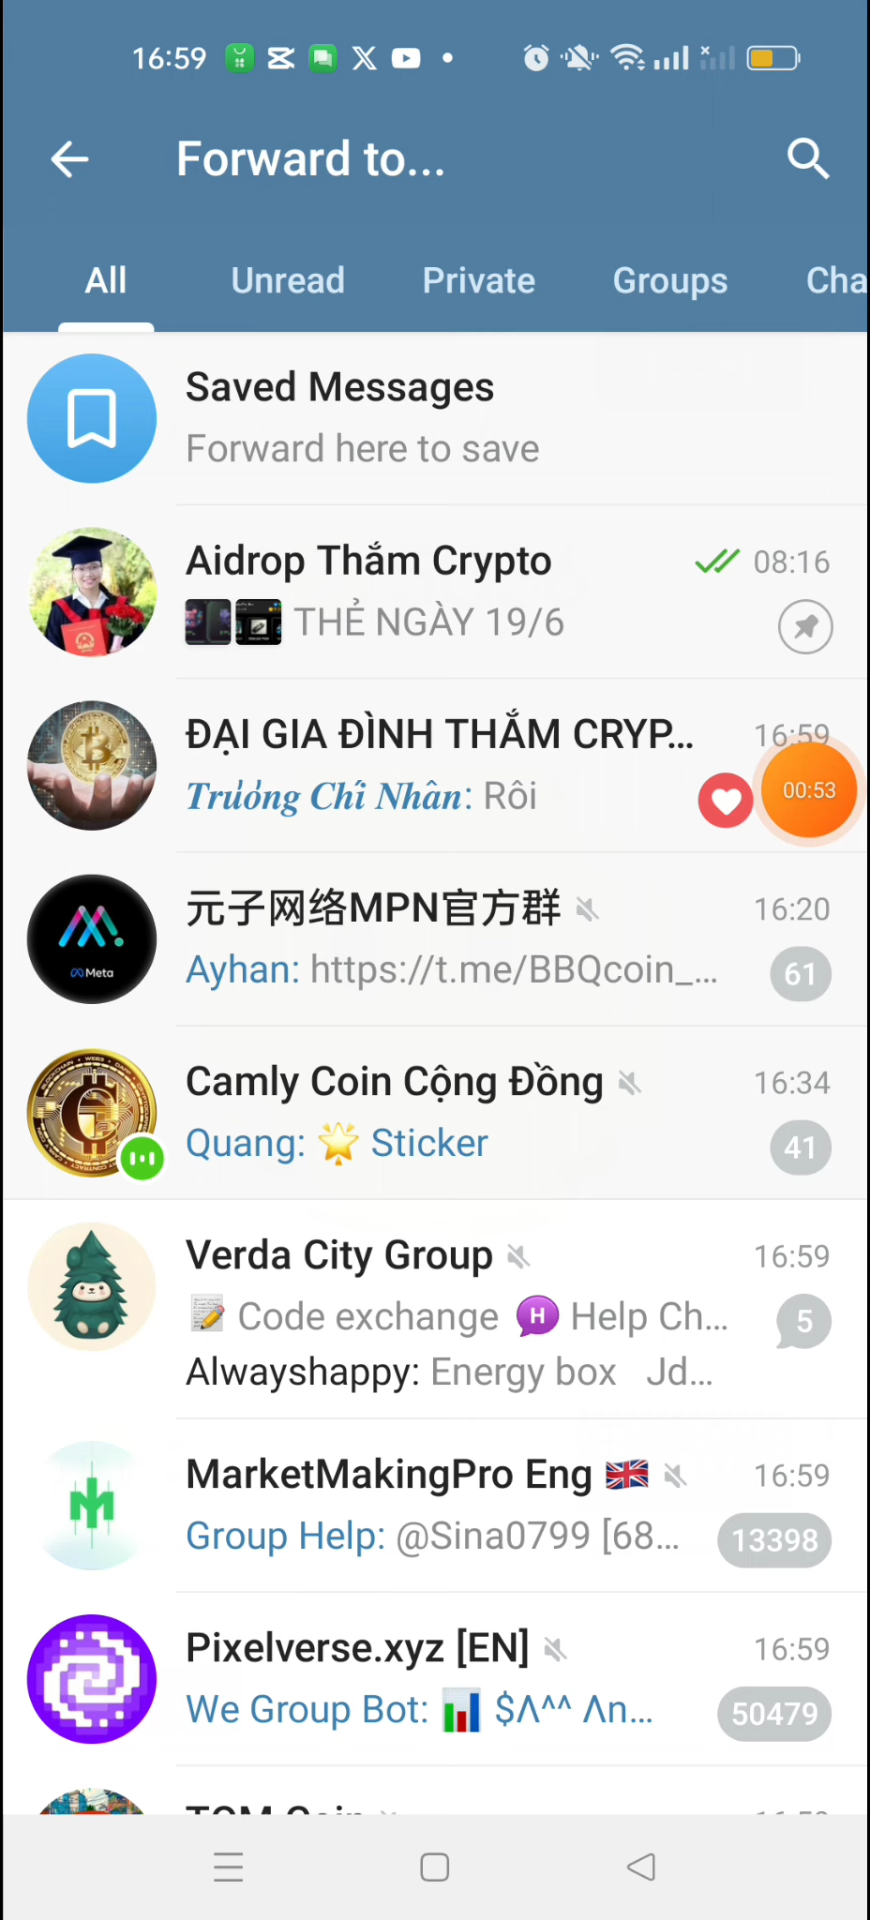 16:59
Forward to...
All Unread Private Groups Cha
Saved Messages
Forward here to save
Aidrop Thắm Crypto 08:16
THẺ NGÀY 19/6
ĐẠI GIA ĐÌNH THẮM CRYP... 16:59
Trưởng Chí Nhân: Rôi
00:53
元子网络MPN官方群 16:20
Meta
Ayhan: https://t.me/BBQcoin_... 61
Camly Coin Cộng Đồng 16:34
Quang: 🌟 Sticker 41
Verda City Group 16:59
📝 Code exchange H Help Ch... 5
Alwayshappy: Energy box Jd...
MarketMakingPro Eng 🇬🇧 16:59
Group Help: @Sina0799 [68... 13398
Pixelverse.xyz [EN] 16:59
We Group Bot: 📊 $Λ^^ Λn... 50479